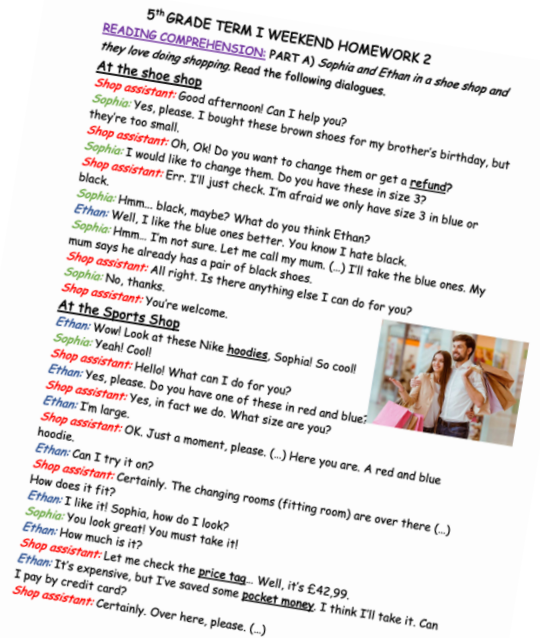 5th GRADE TERM I WEEKEND HOMEWORK 2
READING COMPREHENSION: PART A) Sophia and Ethan in a shoe shop and
they love doing shopping. Read the following dialogues.
At the shoe shop
Shop assistant: Good afternoon! Can I help you?
Sophia: Yes, please. I bought these brown shoes for my brother's birthday, but
they're too small.
Shop assistant: Oh, Ok! Do you want to change them or get a refund?
Sophia: I would like to change them. Do you have these in size 3?
Shop assistant: Err. I'll just check. I'm afraid we only have size 3 in blue or
black.
Sophia: Hmm... black, maybe? What do you think Ethan?
Ethan: Well, I like the blue ones better. You know I hate black.
Sophia: Hmm... I'm not sure. Let me call my mum. (...) I'll take the blue ones. My
mum says he already has a pair of black shoes.
Shop assistant: All right. Is there anything else I can do for you?
Sophia: No, thanks.
Shop assistant: You're welcome.
At the Sports Shop
Ethan: Wow! Look at these Nike hoodies, Sophia! So cool!
Sophia: Yeah! Cool!
Shop assistant: Hello! What can I do for you?
Ethan: Yes, please. Do you have one of these in red and blue?
Shop assistant: Yes, in fact we do. What size are you?
Ethan: I'm large.
Shop assistant: OK. Just a moment, please. (...) Here you are. A red and blue
hoodie.
Ethan: Can I try it on?
Shop assistant: Certainly. The changing rooms (fitting room) are over there (...)
How does it fit?
Ethan: I like it! Sophia, how do I look?
Sophia: You look great! You must take it!
Ethan: How much is it?
Shop assistant: Let me check the price tag... Well, it's £42,99.
Ethan: It's expensive, but I've saved some pocket money. I think I'll take it. Can
I pay by credit card?
Shop assistant: Certainly. Over here, please. (...)